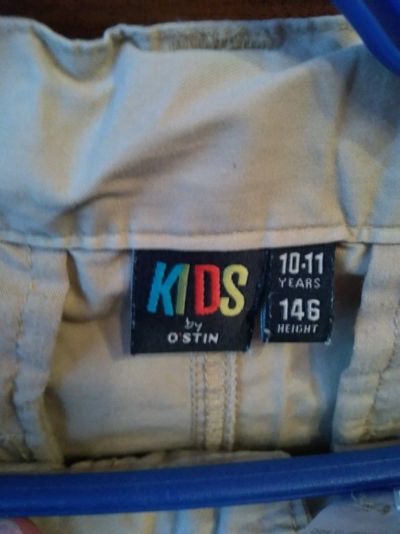 KIDS
by
O'STIN
10-11
YEARS
146
HEIGHT